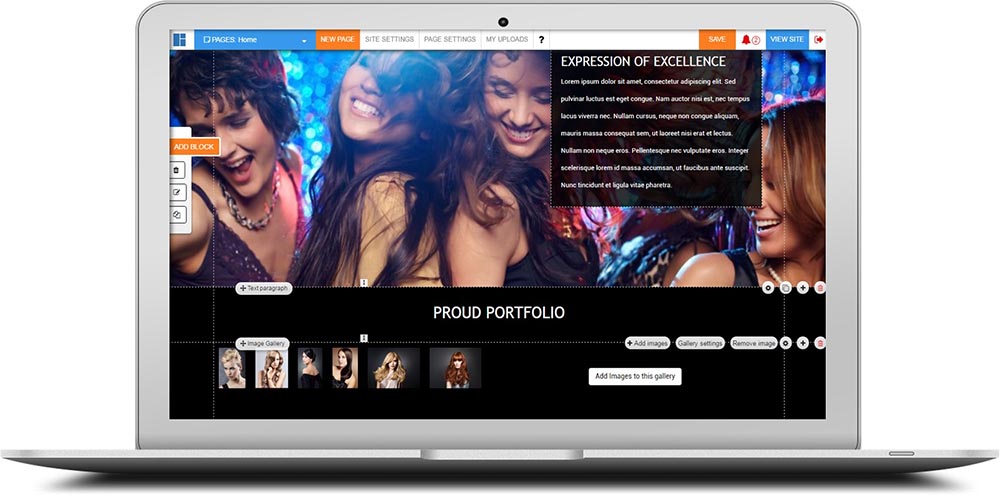 PAGES: Home
NEW PAGE
SITE SETTINGS
PAGE SETTINGS
MY UPLOADS
?
SAVE
2
VIEW SITE
EXPRESSION OF EXCELLENCE
Lorem ipsum dolor sit amet, consectetur adipiscing elit. Sed
pulvinar luctus est eget congue. Nam auctor nisi est, nec tempus
lacus viverra nec. Nullam cursus, neque non congue aliquam,
mauris massa consequat sem, ut laoreet nisi erat et lectus.
Nullam non neque eros. Pellentesque nec vulputate eros. Integer
scelerisque lorem id massa accumsan, ut faucibus ante suscipit.
Nunc tincidunt et ligula vitae pharetra.
ADD BLOCK
Text paragraph
PROUD PORTFOLIO
Image Gallery
Add images
Gallery settings
Remove image
Add Images to this gallery